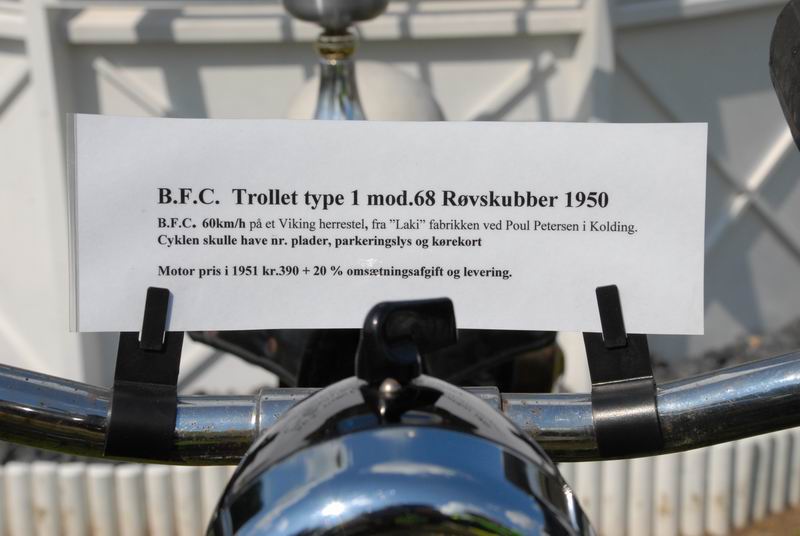 B.F.C. Trollet type 1 mod.68 Røvskubber 1950
B.F.C. 60km/h på et Viking herrestel, fra ”Laki” fabrikken ved Poul Petersen i Kolding.
Cyklen skulle have nr. plader, parkeringslys og kørekort
Motor pris i 1951 kr.390 + 20 % omsætningsafgift og levering.